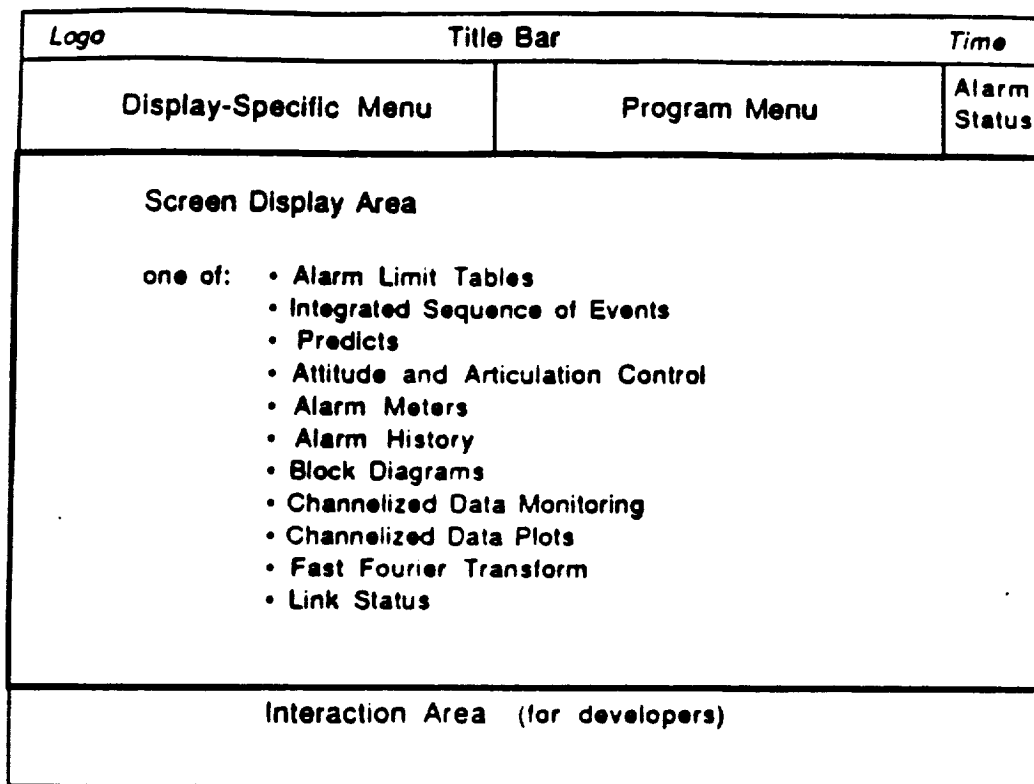 Logo Title Bar Time
Display-Specific Menu Program Menu Alarm
Status
Screen Display Area
one of: • Alarm Limit Tables
• Integrated Sequence of Events
• Predicts
• Attitude and Articulation Control
• Alarm Meters
• Alarm History
• Block Diagrams
• Channelized Data Monitoring
• Channelized Data Plots
• Fast Fourier Transform
• Link Status
Interaction Area (for developers)